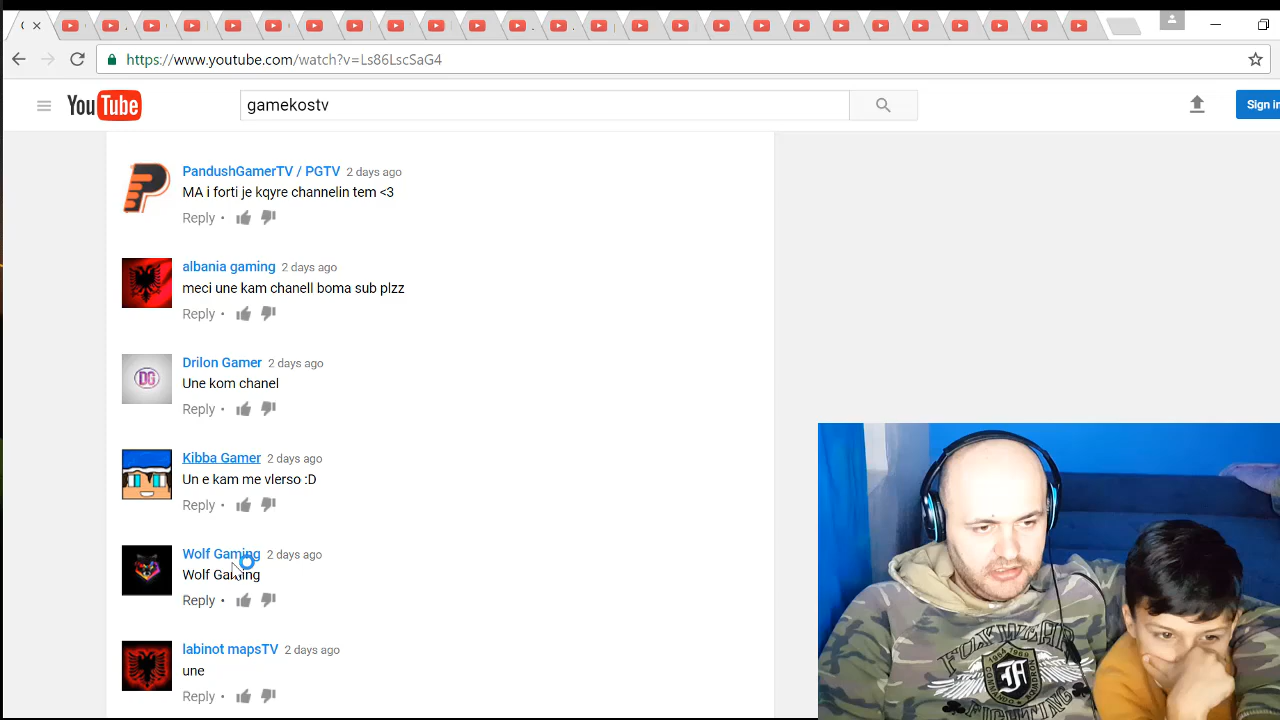 https://www.youtube.com/watch?v=Ls86LscSaG4
YouTube
gamekostv
Sign in
PandushGamerTV / PGTV 2 days ago
MA i forti je kqyre channelin tem <3
Reply •
albania gaming 2 days ago
meci une kam chanell boma sub plzz
Reply •
Drilon Gamer 2 days ago
Une kom chanel
Reply •
DG
Kibba Gamer 2 days ago
Un e kam me vlerso :D
Reply •
Wolf Gaming 2 days ago
Wolf Gaming
Reply •
labinot mapsTV 2 days ago
une
Reply •
FIGHTING